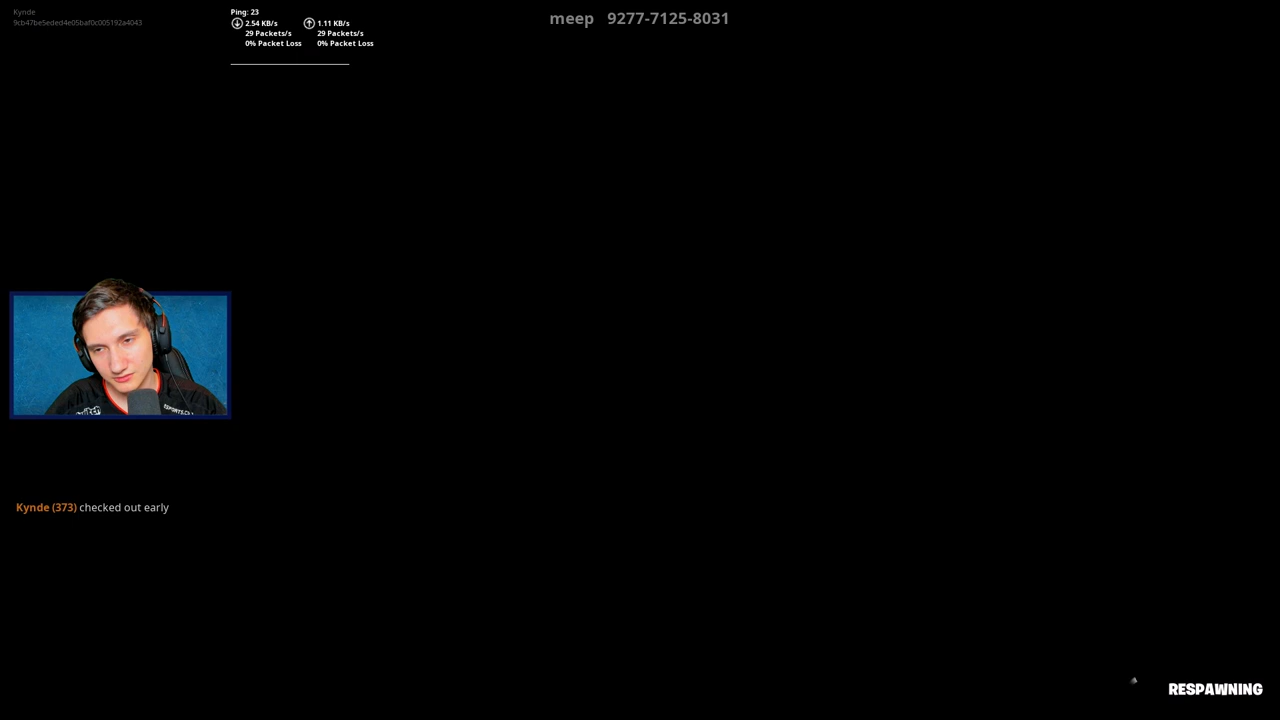 Kynde
9cb47be5eded4e05baf0c005192a4043
Ping: 23
2.54 KB/s 1.11 KB/s
29 Packets/s 29 Packets/s
0% Packet Loss 0% Packet Loss
meep 9277-7125-8031
Kynde (373) checked out early
RESPAWNING